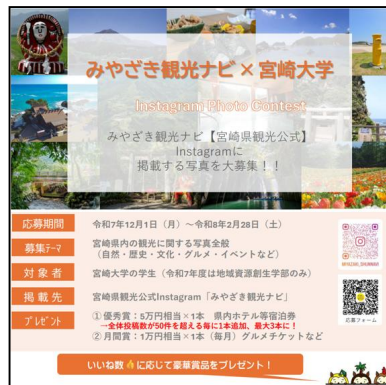 みやざき観光ナビ×宮崎大学
Instagram Photo Contest
みやざき観光ナビ【宮崎県観光公式】
Instagramに
掲載する写真を大募集！！
応募期間 令和7年12月1日（月）～令和8年2月28日（土）
募集テーマ 宮崎県内の観光に関する写真全般
（自然・歴史・文化・グルメ・イベントなど）
対象者 宮崎大学の学生（令和7年度は地域資源創生学部のみ）
掲載先 宮崎県観光公式Instagram「みやざき観光ナビ」
プレゼント ①優秀賞：5万円相当×1本 県内ホテル等宿泊券
→全体投稿数が50件を超える毎に1本追加、最大3本に！
②月間賞：1万円相当×1本（毎月）グルメチケットなど
応募フォーム
いいね数🔥に応じて豪華賞品をプレゼント！